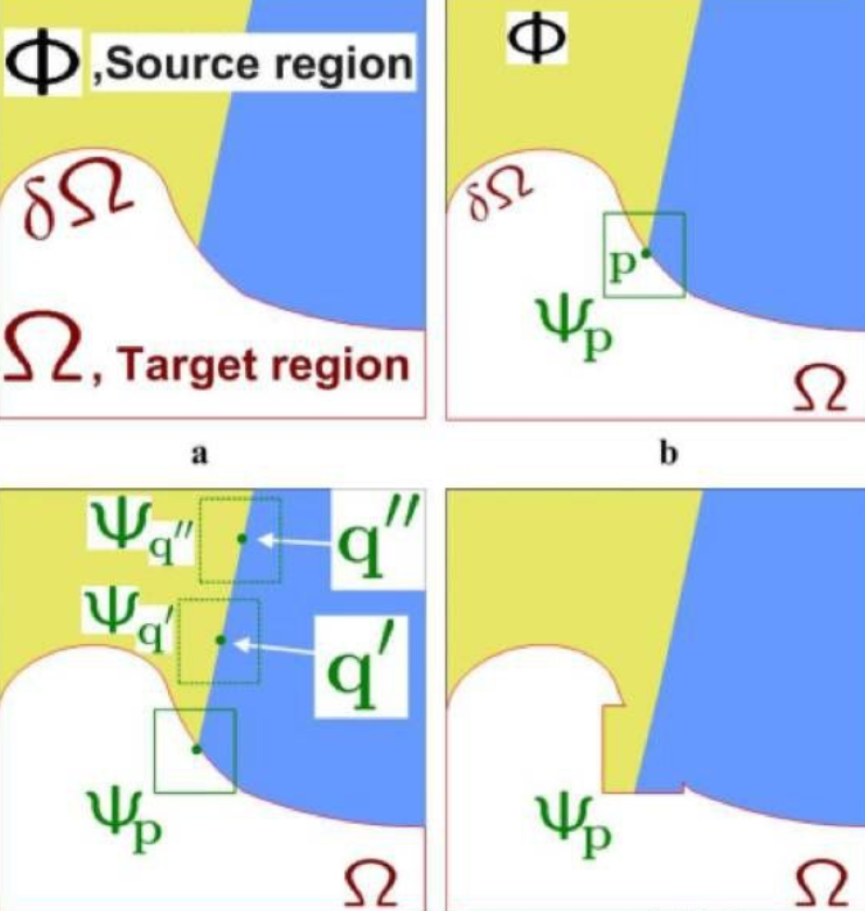 Φ ,Source region
δΩ
Ω, Target region
a
Φ
δΩ
p
Ψp
Ω
b
Ψq″
q″
Ψq′
q′
Ψp
Ω
Ψp
Ω